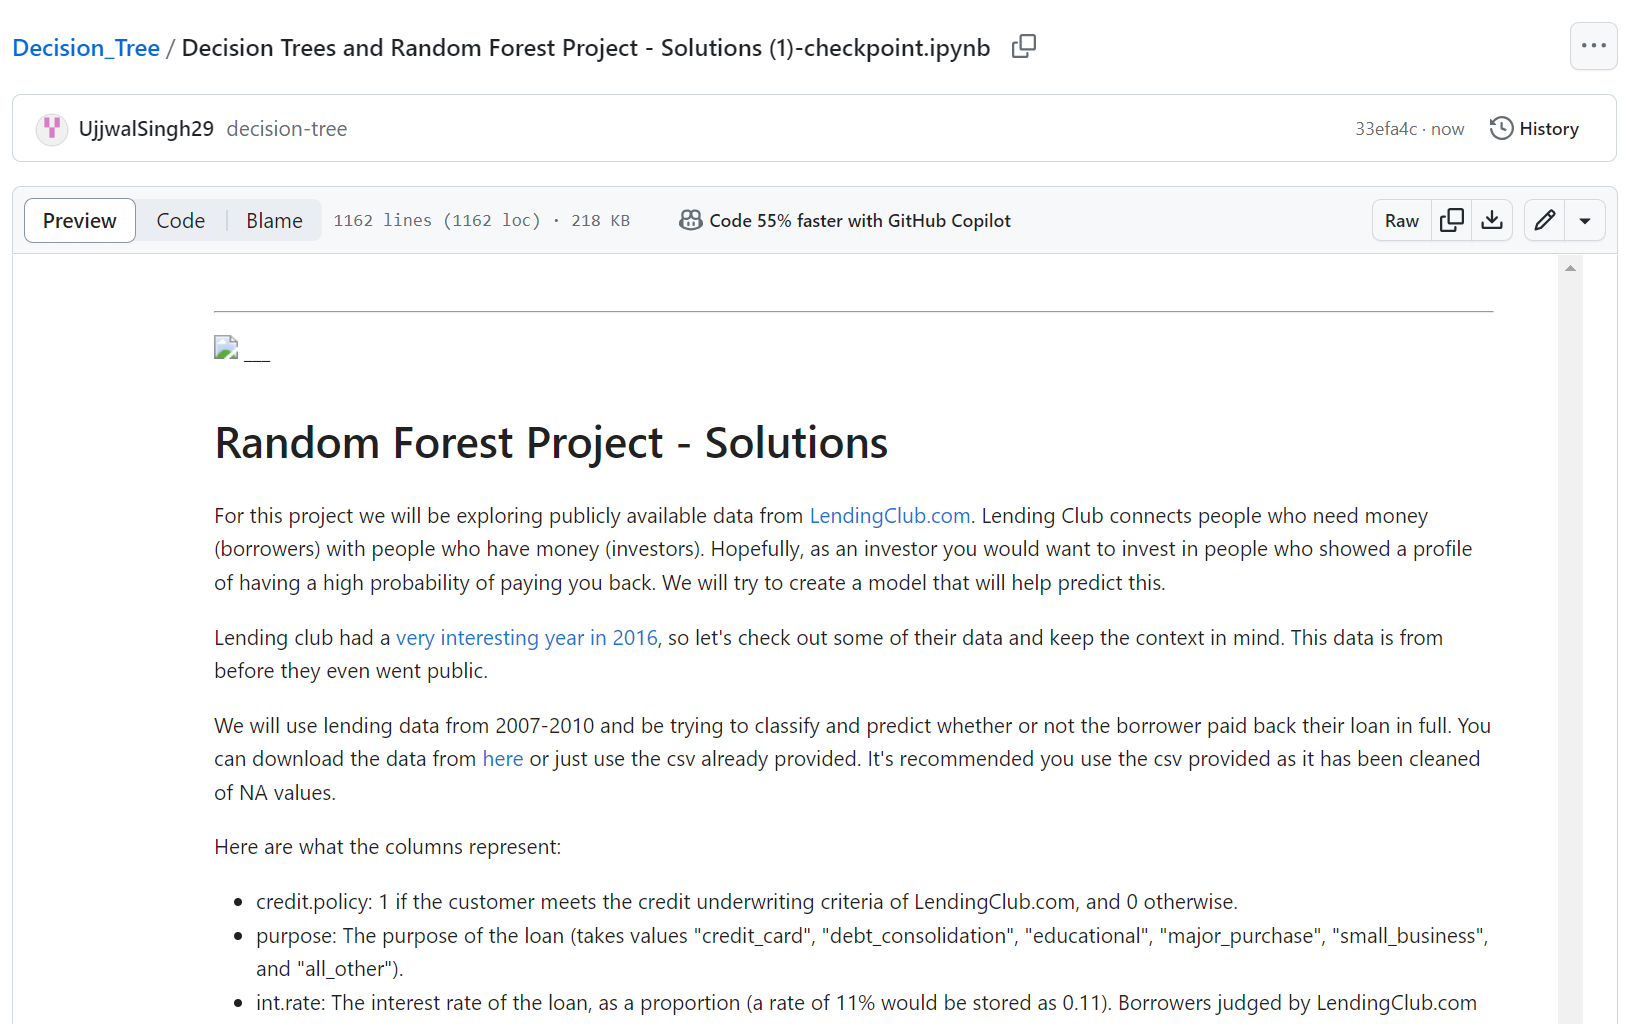 Decision_Tree / Decision Trees and Random Forest Project - Solutions (1)-checkpoint.ipynb
UjjwalSingh29 decision-tree 33efa4c · now History
Preview Code Blame 1162 lines (1162 loc) · 218 KB Code 55% faster with GitHub Copilot Raw
___
Random Forest Project - Solutions
For this project we will be exploring publicly available data from LendingClub.com. Lending Club connects people who need money
(borrowers) with people who have money (investors). Hopefully, as an investor you would want to invest in people who showed a profile
of having a high probability of paying you back. We will try to create a model that will help predict this.
Lending club had a very interesting year in 2016, so let's check out some of their data and keep the context in mind. This data is from
before they even went public.
We will use lending data from 2007-2010 and be trying to classify and predict whether or not the borrower paid back their loan in full. You
can download the data from here or just use the csv already provided. It's recommended you use the csv provided as it has been cleaned
of NA values.
Here are what the columns represent:
• credit.policy: 1 if the customer meets the credit underwriting criteria of LendingClub.com, and 0 otherwise.
• purpose: The purpose of the loan (takes values "credit_card", "debt_consolidation", "educational", "major_purchase", "small_business",
and "all_other").
• int.rate: The interest rate of the loan, as a proportion (a rate of 11% would be stored as 0.11). Borrowers judged by LendingClub.com